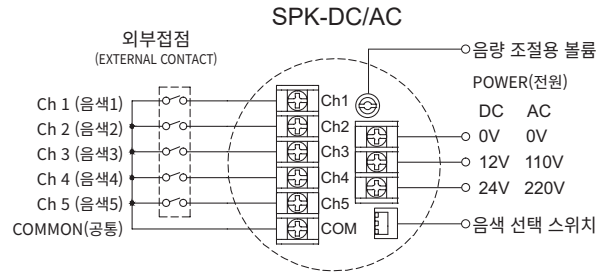 SPK-DC/AC
외부접점
(EXTERNAL CONTACT)
음량 조절용 볼륨
POWER(전원)
DC AC
Ch 1 (음색1)
Ch1
Ch 2 (음색2)
Ch2
0V 0V
Ch 3 (음색3)
Ch3
12V 110V
Ch 4 (음색4)
Ch4
24V 220V
Ch 5 (음색5)
Ch5
COMMON(공통)
COM
음색 선택 스위치